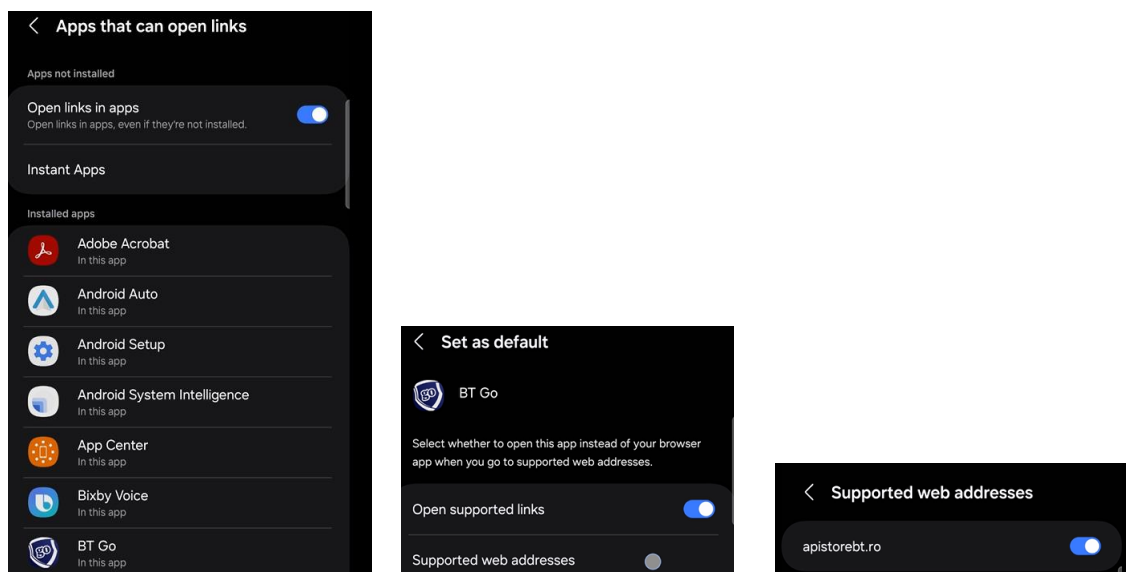 Apps that can open links
Apps not installed
Open links in apps
Open links in apps, even if they're not installed.
Instant Apps
Installed apps
Adobe Acrobat
In this app
Android Auto
In this app
Android Setup
In this app
Android System Intelligence
In this app
App Center
In this app
Bixby Voice
In this app
go
BT Go
In this app
Set as default
go
BT Go
Select whether to open this app instead of your browser
app when you go to supported web addresses.
Open supported links
Supported web addresses
Supported web addresses
apistorebt.ro